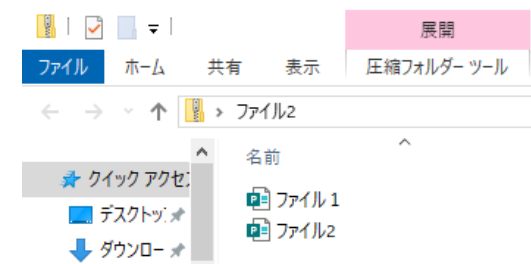 展開
ファイル ホーム 共有 表示 圧縮フォルダー ツール
ファイル2
名前
クイック アクセ
デスクトッ
ファイル 1
ダウンロー
ファイル2